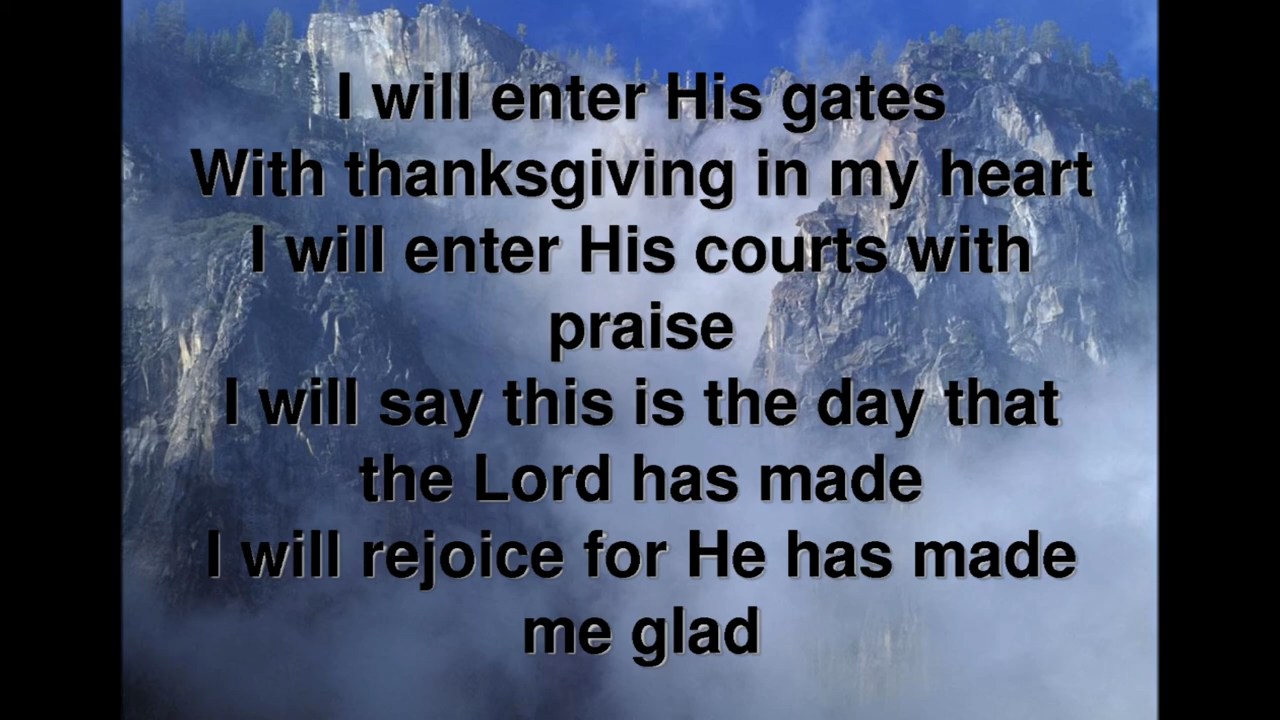 I will enter His gates
With thanksgiving in my heart
I will enter His courts with
praise
I will say this is the day that
the Lord has made
I will rejoice for He has made
me glad